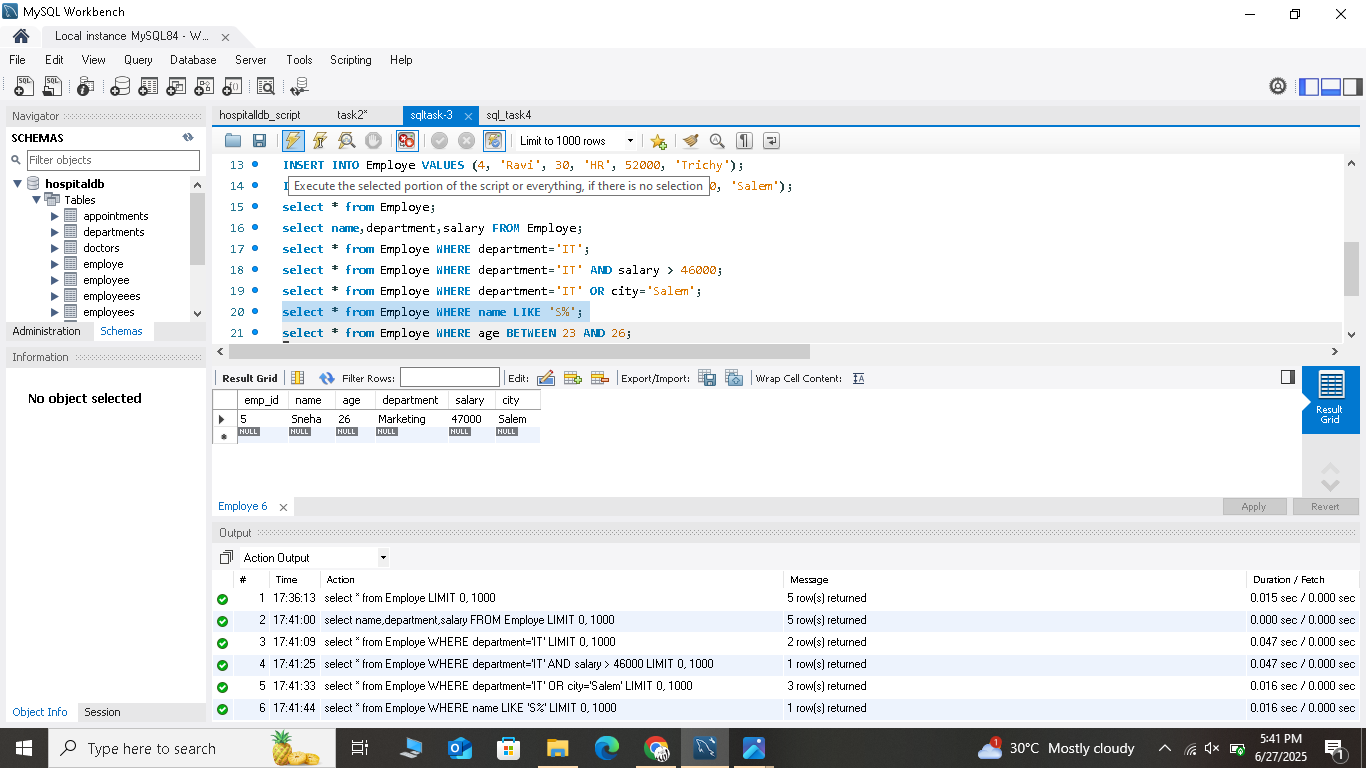 MySQL Workbench
Local instance MySQL84 - W...
File Edit View Query Database Server Tools Scripting Help
Navigator
SCHEMAS
Filter objects
hospitaldb
Tables
appointments
departments
doctors
employe
employee
employeees
employees
Administration Schemas
Information
No object selected
Object Info Session
hospitalldb_script task2* sqltask-3 sql_task4
Limit to 1000 rows
13 INSERT INTO Employe VALUES (4, 'Ravi', 30, 'HR', 52000, 'Trichy');
14 I 0, 'Salem');
Execute the selected portion of the script or everything, if there is no selection
15 select * from Employe;
16 select name,department,salary FROM Employe;
17 select * from Employe WHERE department='IT';
18 select * from Employe WHERE department='IT' AND salary > 46000;
19 select * from Employe WHERE department='IT' OR city='Salem';
20 select * from Employe WHERE name LIKE 'S%';
21 select * from Employe WHERE age BETWEEN 23 AND 26;
Result Grid Filter Rows: Edit: Export/Import: Wrap Cell Content:
emp_id name age department salary city
5 Sneha 26 Marketing 47000 Salem
NULL NULL NULL NULL NULL NULL
Result
Grid
Employe 6 Apply Revert
Output
Action Output
# Time Action Message Duration / Fetch
1 17:36:13 select * from Employe LIMIT 0, 1000 5 row(s) returned 0.015 sec / 0.000 sec
2 17:41:00 select name,department,salary FROM Employe LIMIT 0, 1000 5 row(s) returned 0.000 sec / 0.000 sec
3 17:41:09 select * from Employe WHERE department='IT' LIMIT 0, 1000 2 row(s) returned 0.047 sec / 0.000 sec
4 17:41:25 select * from Employe WHERE department='IT' AND salary > 46000 LIMIT 0, 1000 1 row(s) returned 0.047 sec / 0.000 sec
5 17:41:33 select * from Employe WHERE department='IT' OR city='Salem' LIMIT 0, 1000 3 row(s) returned 0.016 sec / 0.000 sec
6 17:41:44 select * from Employe WHERE name LIKE 'S%' LIMIT 0, 1000 1 row(s) returned 0.016 sec / 0.000 sec
Type here to search
1 30°C Mostly cloudy
5:41 PM
6/27/2025
1